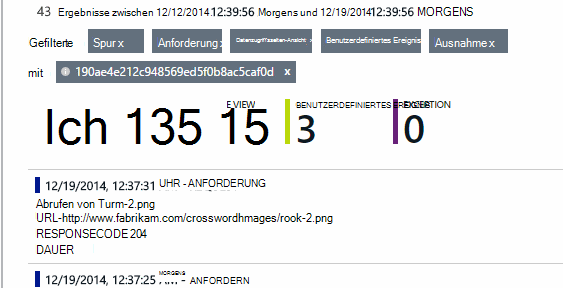 43 Ergebnisse zwischen 12/12/2014 12:39:56 Morgens und 12/19/2014 12:39:56 MORGENS
Gefilterte Spur x Anforderung x Datenzugriffsseiten-Ansicht x Benutzerdefiniertes Ereignis Ausnahme x
mit 190ae4e212c948569ed5f0b8ac5caf0d x
E VIEW BENUTZERDEFINIERTES EXCEPTION
Ich 135 15 3 0
12/19/2014, 12:37:31 UHR - ANFORDERUNG
Abrufen von Turm-2.png
URL-http://www.fabrikam.com/crosswordhmages/rook-2.png
RESPONSECODE 204
DAUER
12/19/2014, 12:37:25 MORGENS - ANFORDERN